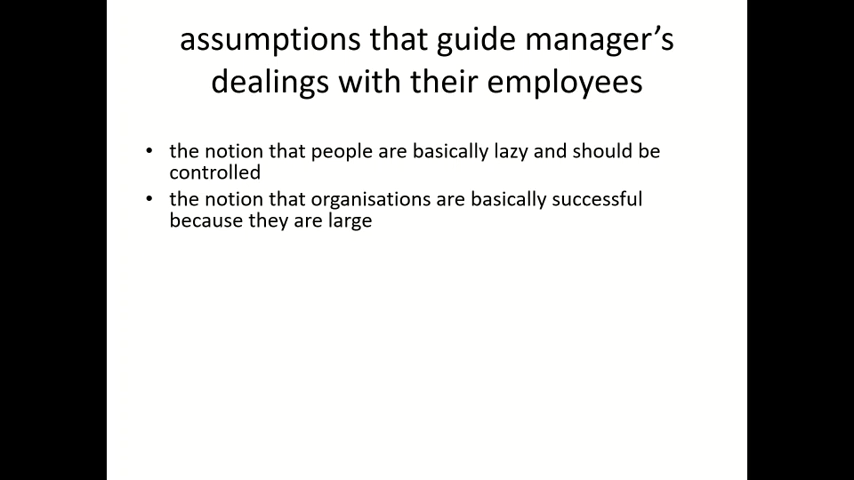 assumptions that guide manager’s
dealings with their employees
• the notion that people are basically lazy and should be
controlled
• the notion that organisations are basically successful
because they are large